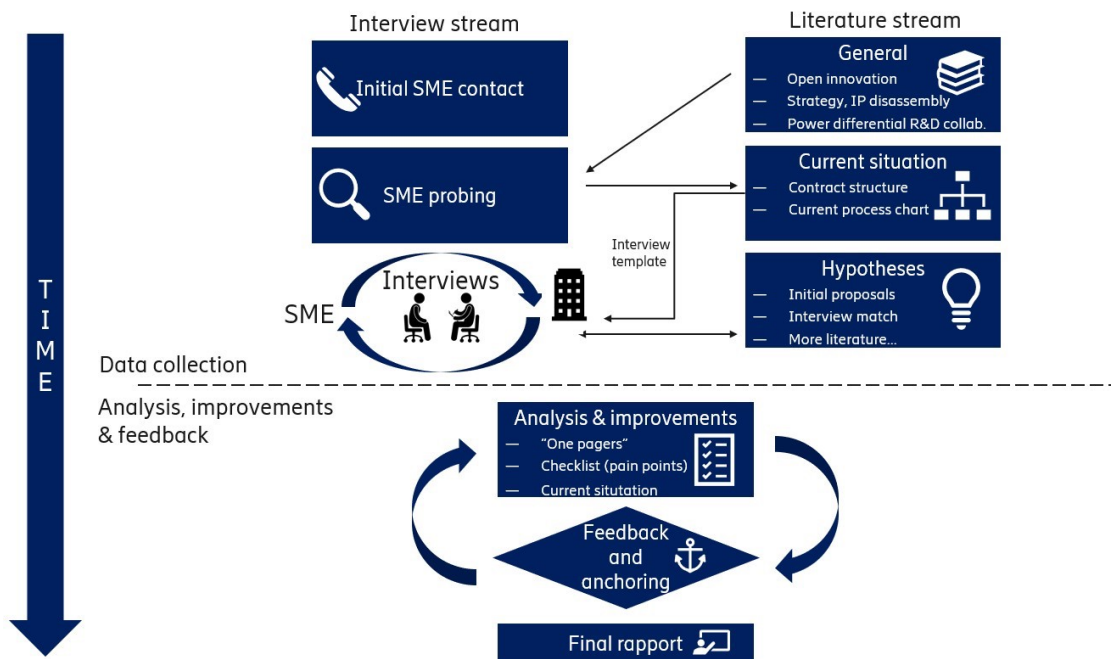 Interview stream
Literature stream
Initial SME contact
General
— Open innovation
— Strategy, IP disassembly
— Power differential R&D collab.
SME probing
Current situation
— Contract structure
— Current process chart
Interview
template
Interviews
SME
Hypotheses
— Initial proposals
— Interview match
— More literature...
TIME
Data collection
Analysis, improvements
& feedback
Analysis & improvements
— “One pagers”
— Checklist (pain points)
— Current situtation
Feedback
and
anchoring
Final rapport